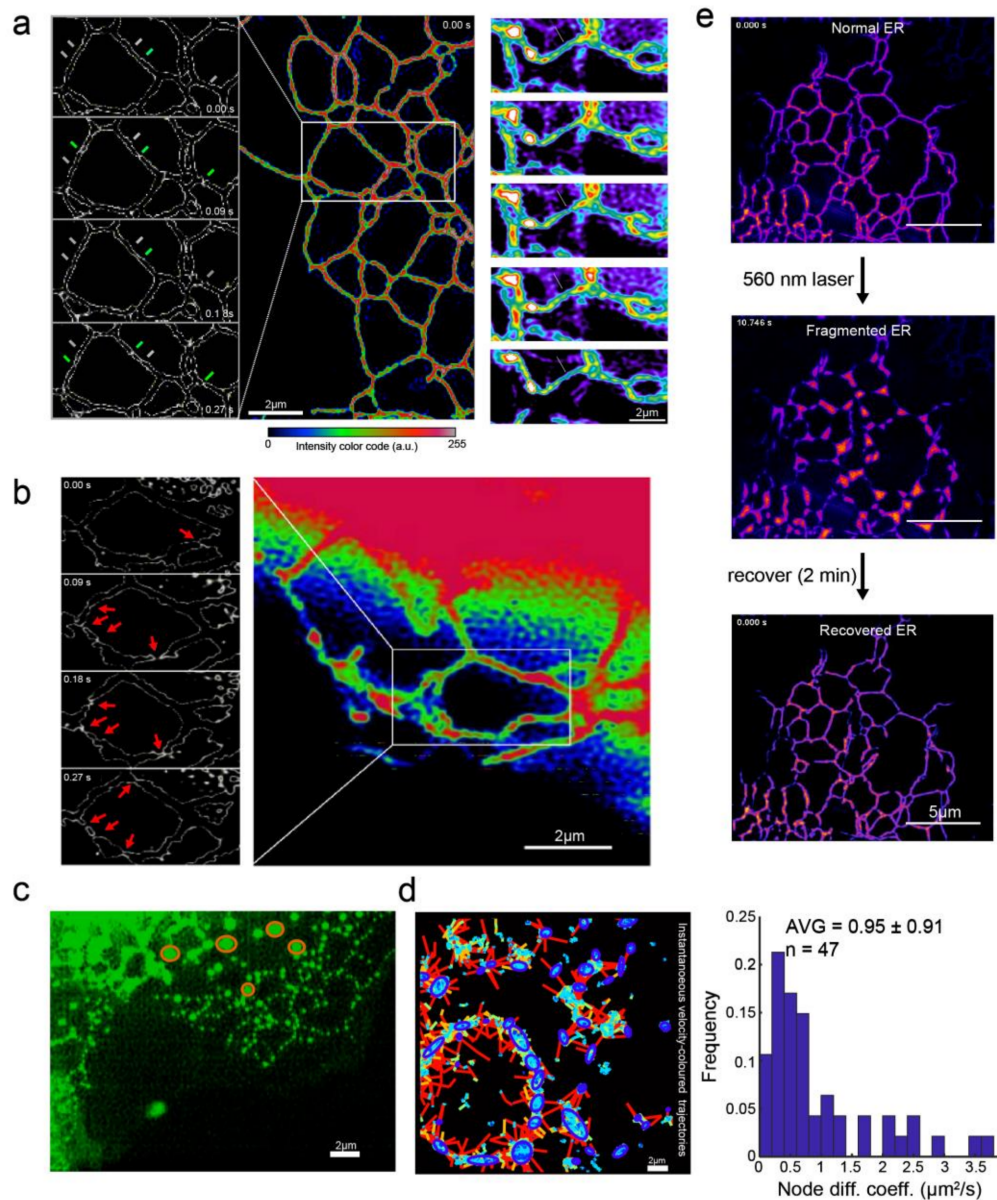 a
0.00 s
0.09 s
0.18s
0.27 s
0.00 s
2µm
2µm
0
255
Intensity color code (a.u.)
b
0.00 s
0.09 s
0.18 s
0.27 s
2µm
c
2µm
d
Instantanoeous velocity-coloured trajectories
2µm
AVG = 0.95 ± 0.91
n = 47
Frequency
0.25
0.2
0.15
0.1
0.05
0
0 0.5 1 1.5 2 2.5 3 3.5
Node diff. coeff. (µm²/s)
e
0.000 s
Normal ER
560 nm laser
10.746 s
Fragmented ER
recover (2 min)
0.000 s
Recovered ER
5µm